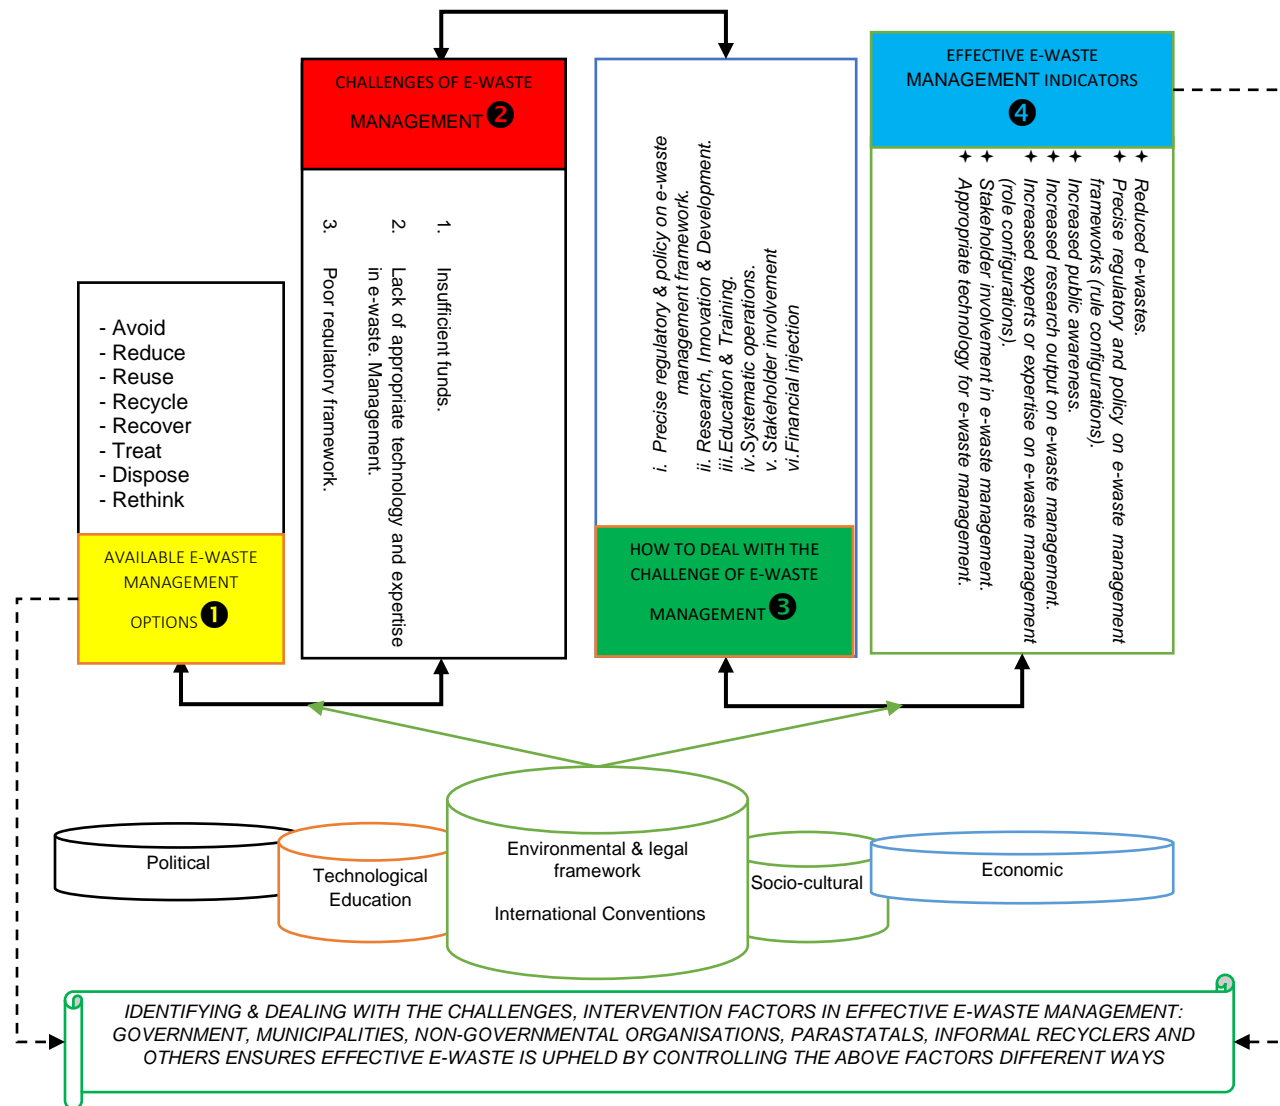 - Avoid
- Reduce
- Reuse
- Recycle
- Recover
- Treat
- Dispose
- Rethink
AVAILABLE E-WASTE
MANAGEMENT
OPTIONS ❶
CHALLENGES OF E-WASTE
MANAGEMENT ❷
1. Insufficient funds.
2. Lack of appropriate technology and expertise
in e-waste. Management.
3. Poor regulatory framework.
i. Precise regulatory & policy on e-waste
management framework.
ii. Research, Innovation & Development.
iii.Education & Training.
iv.Systematic operations.
v. Stakeholder involvement
vi.Financial injection
HOW TO DEAL WITH THE
CHALLENGE OF E-WASTE
MANAGEMENT ❸
EFFECTIVE E-WASTE
MANAGEMENT INDICATORS
❹
✦ Reduced e-wastes.
✦ Precise regulatory and policy on e-waste management
frameworks (rule configurations).
✦ Increased public awareness.
✦ Increased research output on e-waste management.
✦ Increased experts or expertise on e-waste management
(role configurations).
✦ Stakeholder involvement in e-waste management.
✦ Appropriate technology for e-waste management.
Political
Technological
Education
Environmental & legal
framework
International Conventions
Socio-cultural
Economic
IDENTIFYING & DEALING WITH THE CHALLENGES, INTERVENTION FACTORS IN EFFECTIVE E-WASTE MANAGEMENT:
GOVERNMENT, MUNICIPALITIES, NON-GOVERNMENTAL ORGANISATIONS, PARASTATALS, INFORMAL RECYCLERS AND
OTHERS ENSURES EFFECTIVE E-WASTE IS UPHELD BY CONTROLLING THE ABOVE FACTORS DIFFERENT WAYS